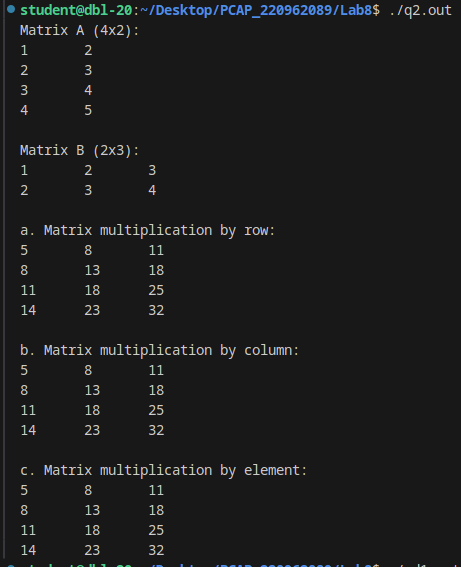 student@dbl-20:~/Desktop/PCAP_220962089/Lab8$ ./q2.out
Matrix A (4x2):
1 2
2 3
3 4
4 5
Matrix B (2x3):
1 2 3
2 3 4
a. Matrix multiplication by row:
5 8 11
8 13 18
11 18 25
14 23 32
b. Matrix multiplication by column:
5 8 11
8 13 18
11 18 25
14 23 32
c. Matrix multiplication by element:
5 8 11
8 13 18
11 18 25
14 23 32